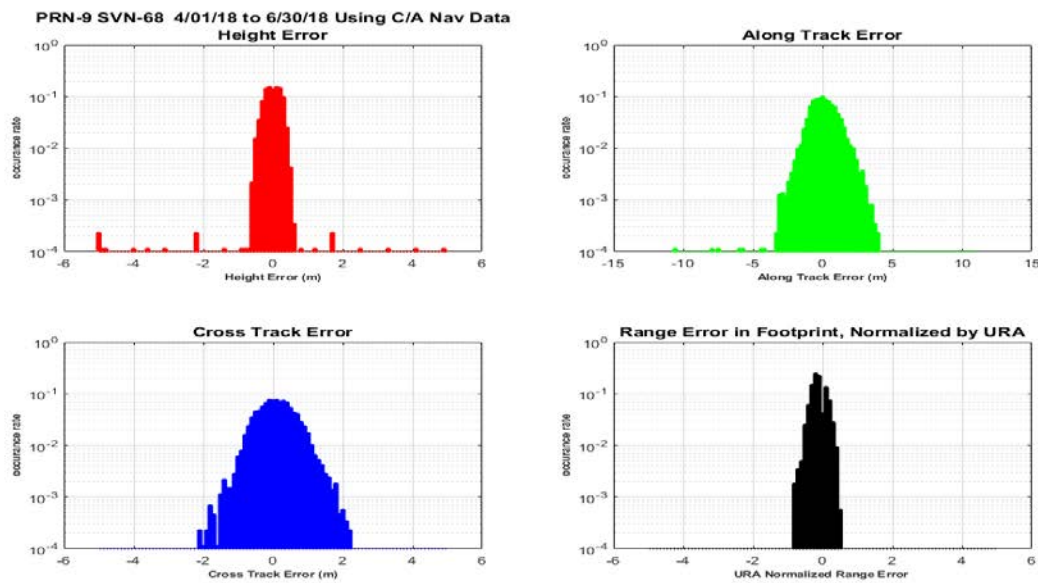 PRN-9 SVN-68 4/01/18 to 6/30/18 Using C/A Nav Data
Height Error
10^0
10^-1
10^-2
10^-3
10^-4
occurance rate
-6 -4 -2 0 2 4 6
Height Error (m)
Along Track Error
10^0
10^-1
10^-2
10^-3
10^-4
occurance rate
-15 -10 -5 0 5 10 15
Along Track Error (m)
Cross Track Error
10^0
10^-1
10^-2
10^-3
10^-4
occurance rate
-6 -4 -2 0 2 4 6
Cross Track Error (m)
Range Error in Footprint, Normalized by URA
10^0
10^-1
10^-2
10^-3
10^-4
occurance rate
-6 -4 -2 0 2 4 6
URA Normalized Range Error